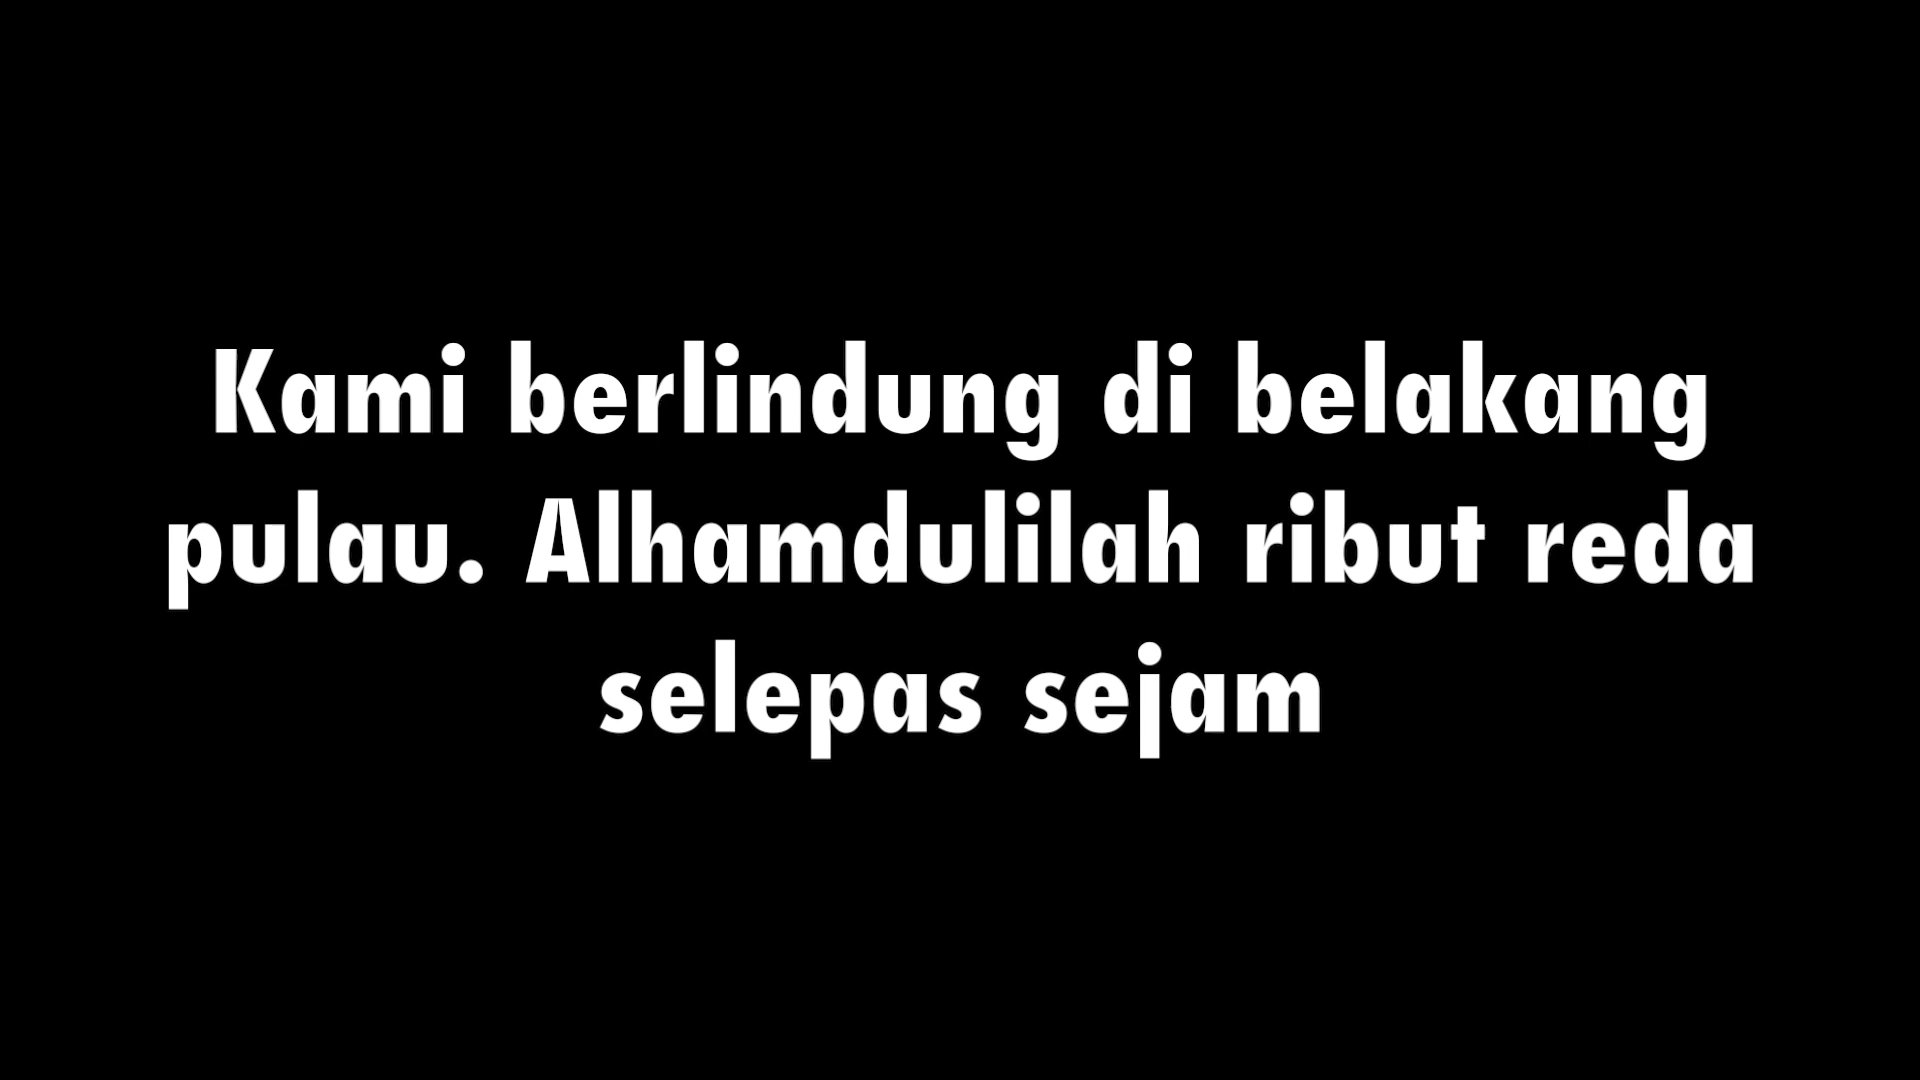 Kami berlindung di belakang
pulau. Alhamdulilah ribut reda
selepas sejam